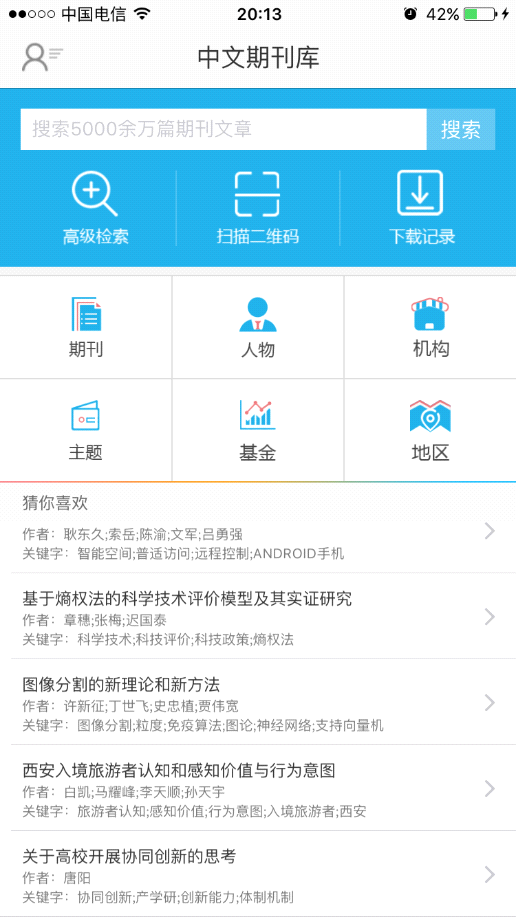 中国电信
20:13
42%
中文期刊库
搜索5000余万篇期刊文章
搜索
高级检索
扫描二维码
下载记录
期刊
人物
机构
主题
基金
地区
猜你喜欢
作者：耿东久;索岳;陈渝;文军;吕勇强
关键字：智能空间;普适访问;远程控制;ANDROID手机
基于熵权法的科学技术评价模型及其实证研究
作者：章穗;张梅;迟国泰
关键字：科学技术;科技评价;科技政策;熵权法
图像分割的新理论和新方法
作者：许新征;丁世飞;史忠植;贾伟宽
关键字：图像分割;粒度;免疫算法;图论;神经网络;支持向量机
西安入境旅游者认知和感知价值与行为意图
作者：白凯;马耀峰;李天顺;孙天宇
关键字：旅游者认知;感知价值;行为意图;入境旅游者;西安
关于高校开展协同创新的思考
作者：唐阳
关键字：协同创新;产学研;创新能力;体制机制